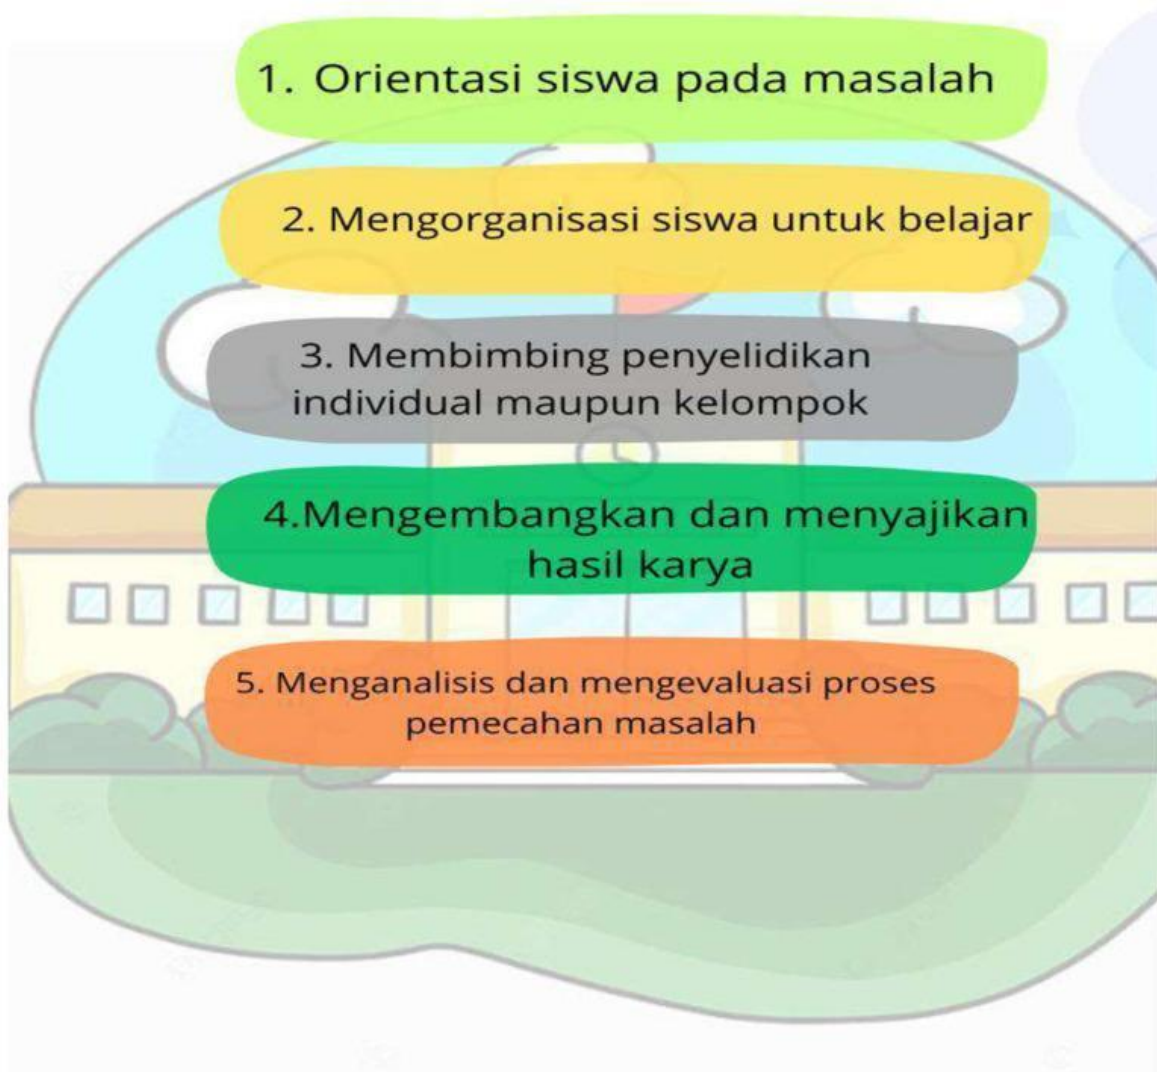 1. Orientasi siswa pada masalah
2. Mengorganisasi siswa untuk belajar
3. Membimbing penyelidikan
individual maupun kelompok
4.Mengembangkan dan menyajikan
hasil karya
5. Menganalisis dan mengevaluasi proses
pemecahan masalah